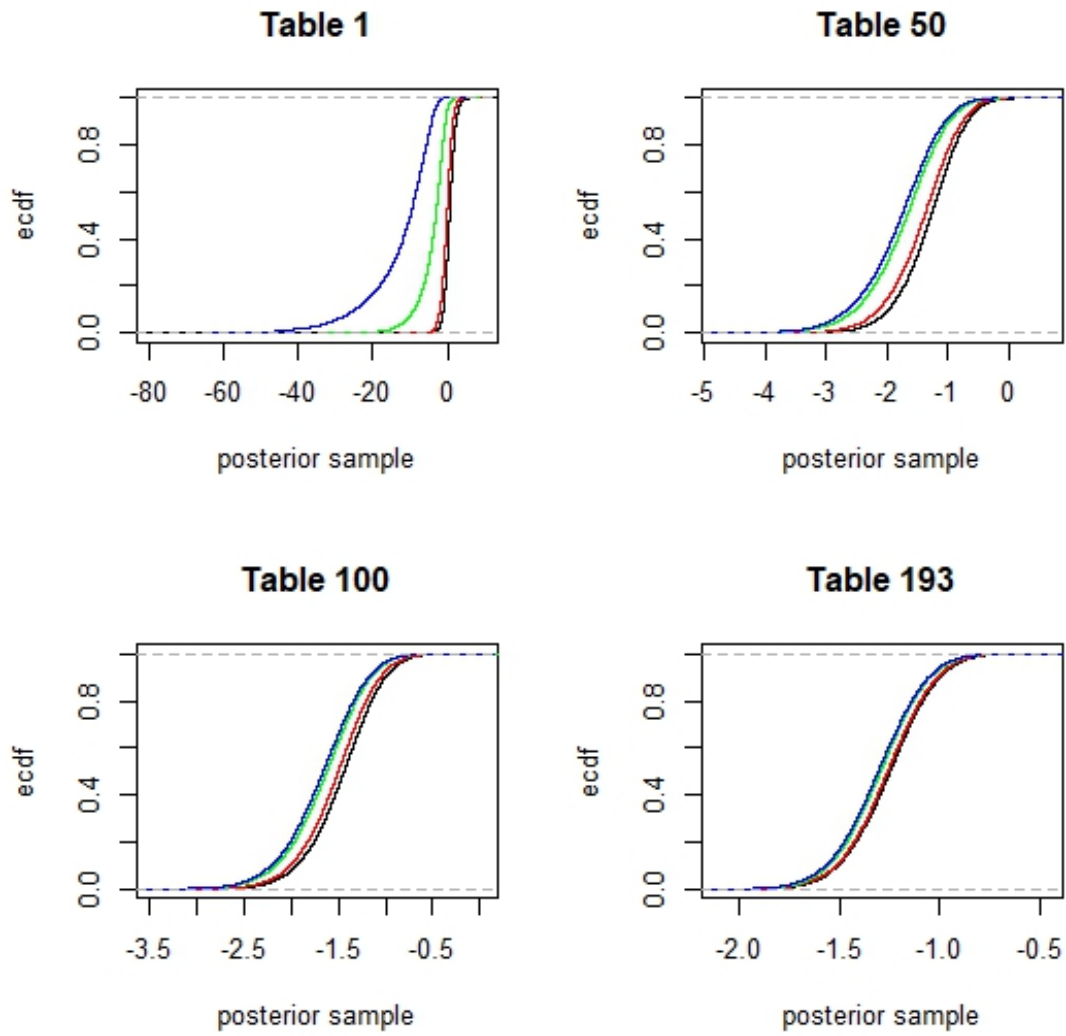 Table 1
ecdf
0.0 0.4 0.8
-80 -60 -40 -20 0
posterior sample
Table 50
ecdf
0.0 0.4 0.8
-5 -4 -3 -2 -1 0
posterior sample
Table 100
ecdf
0.0 0.4 0.8
-3.5 -2.5 -1.5 -0.5
posterior sample
Table 193
ecdf
0.0 0.4 0.8
-2.0 -1.5 -1.0 -0.5
posterior sample